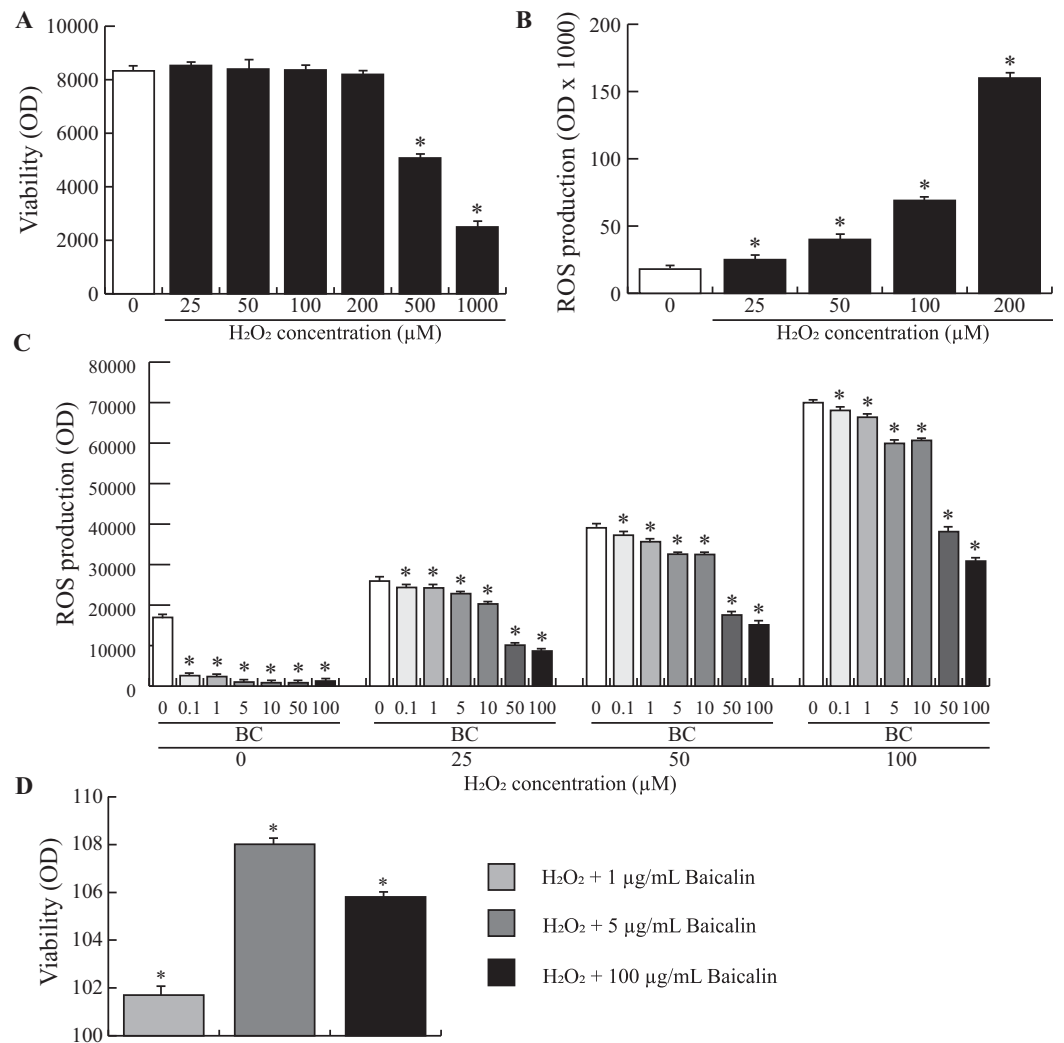 A
Viability (OD)
10000
8000
6000
4000
2000
0
* *
0 25 50 100 200 500 1000
H₂O₂ concentration (µM)
B
ROS production (OD x 1000)
200
150
100
50
0
* * * *
0 25 50 100 200
H₂O₂ concentration (µM)
C
ROS production (OD)
80000
70000
60000
50000
40000
30000
20000
10000
0
* * * * * * * * * * * * * * * * * * * * * * * *
0 0.1 1 5 10 50 100 0 0.1 1 5 10 50 100 0 0.1 1 5 10 50 100 0 0.1 1 5 10 50 100
BC BC BC BC
0 25 50 100
H₂O₂ concentration (µM)
D
Viability (OD)
110
108
106
104
102
100
* * *
H₂O₂ + 1 µg/mL Baicalin
H₂O₂ + 5 µg/mL Baicalin
H₂O₂ + 100 µg/mL Baicalin